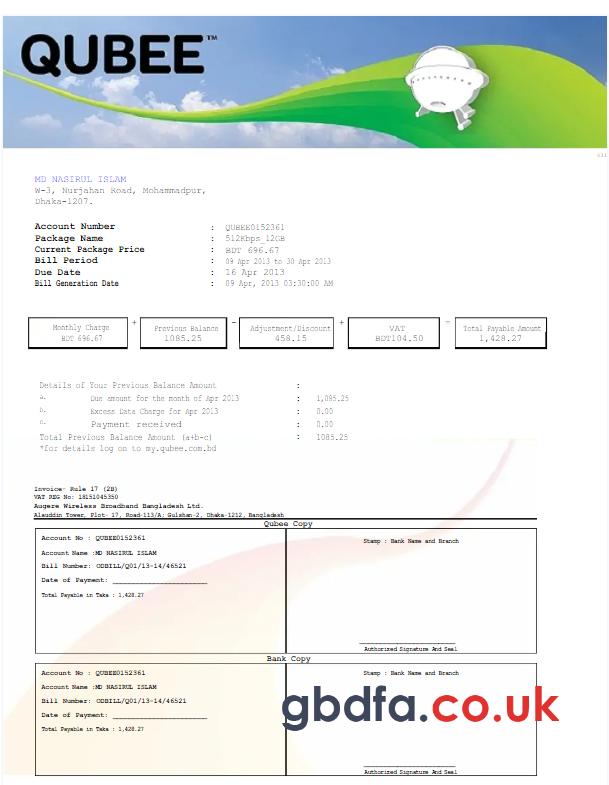 QUBEE™
MD NASIRUL ISLAM
W-3, Nurjahan Road, Mohammadpur,
Dhaka-1207.
Account Number : QUBEE0152361
Package Name : 512Kbps_12GB
Current Package Price : BDT 696.67
Bill Period : 09 Apr 2013 to 30 Apr 2013
Due Date : 16 Apr 2013
Bill Generation Date : 09 Apr, 2013 03:30:00 AM
Monthly Charge + Previous Balance - Adjustment/Discount + VAT = Total Payable Amount
BDT 696.67 1085.25 458.15 BDT104.50 1,428.27
Details of Your Previous Balance Amount :
a. Due amount for the month of Apr 2013 : 1,085.25
b. Excess Data Charge for Apr 2013 : 0.00
c. Payment received : 0.00
Total Previous Balance Amount (a+b-c) : 1085.25
*for details log on to my.qubee.com.bd
Invoice- Rule 17 (2B)
VAT REG No: 18151045350
Augere Wireless Broadband Bangladesh Ltd.
Alauddin Tower, Plot- 17, Road-113/A; Gulshan-2, Dhaka-1212, Bangladesh
Qubee Copy
Account No : QUBEE0152361
Stamp : Bank Name and Branch
Account Name :MD NASIRUL ISLAM
Bill Number: ODBILL/Q01/13-14/46521
Date of Payment: ______________________
Total Payable in Taka : 1,428.27
Authorized Signature And Seal
Bank Copy
Account No : QUBEE0152361
Stamp : Bank Name and Branch
Account Name :MD NASIRUL ISLAM
Bill Number: ODBILL/Q01/13-14/46521
Date of Payment: ______________________
Total Payable in Taka : 1,428.27
gbdfa.co.uk
Authorized Signature And Seal